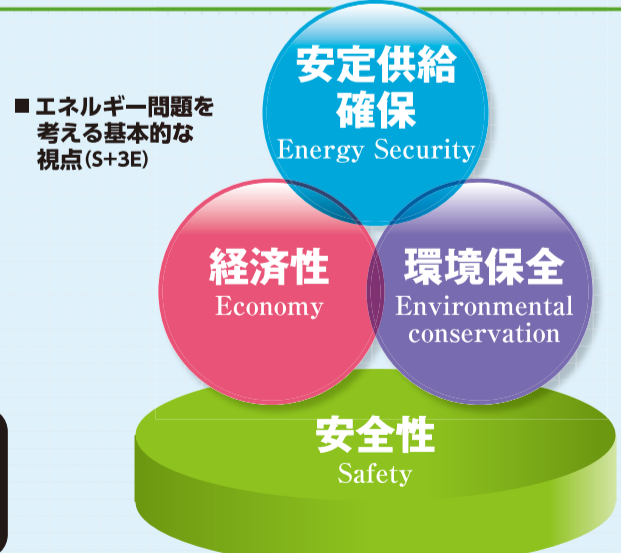 ■ エネルギー問題を
考える基本的な
視点(S+3E)
安定供給
確保
Energy Security
経済性
Economy
環境保全
Environmental
conservation
安全性
Safety